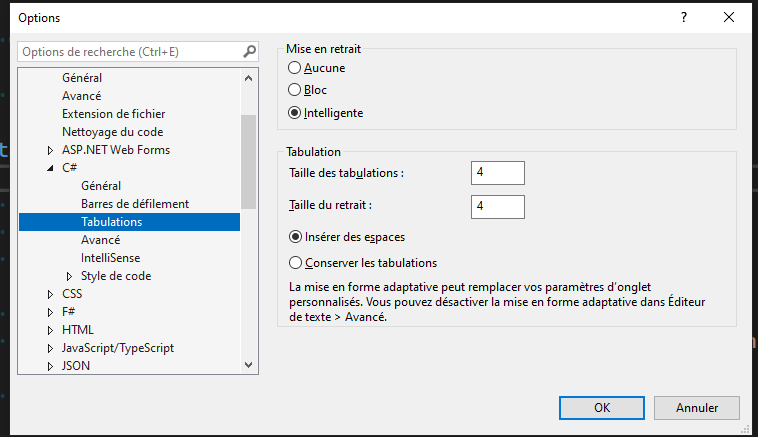 Options
?
Options de recherche (Ctrl+E)
Général
Avancé
Extension de fichier
Nettoyage du code
ASP.NET Web Forms
C#
Général
Barres de défilement
Tabulations
Avancé
IntelliSense
Style de code
CSS
F#
HTML
JavaScript/TypeScript
JSON
Mise en retrait
Aucune
Bloc
Intelligente
Tabulation
Taille des tabulations : 4
Taille du retrait : 4
Insérer des espaces
Conserver les tabulations
La mise en forme adaptative peut remplacer vos paramètres d'onglet
personnalisés. Vous pouvez désactiver la mise en forme adaptative dans Éditeur
de texte > Avancé.
OK
Annuler